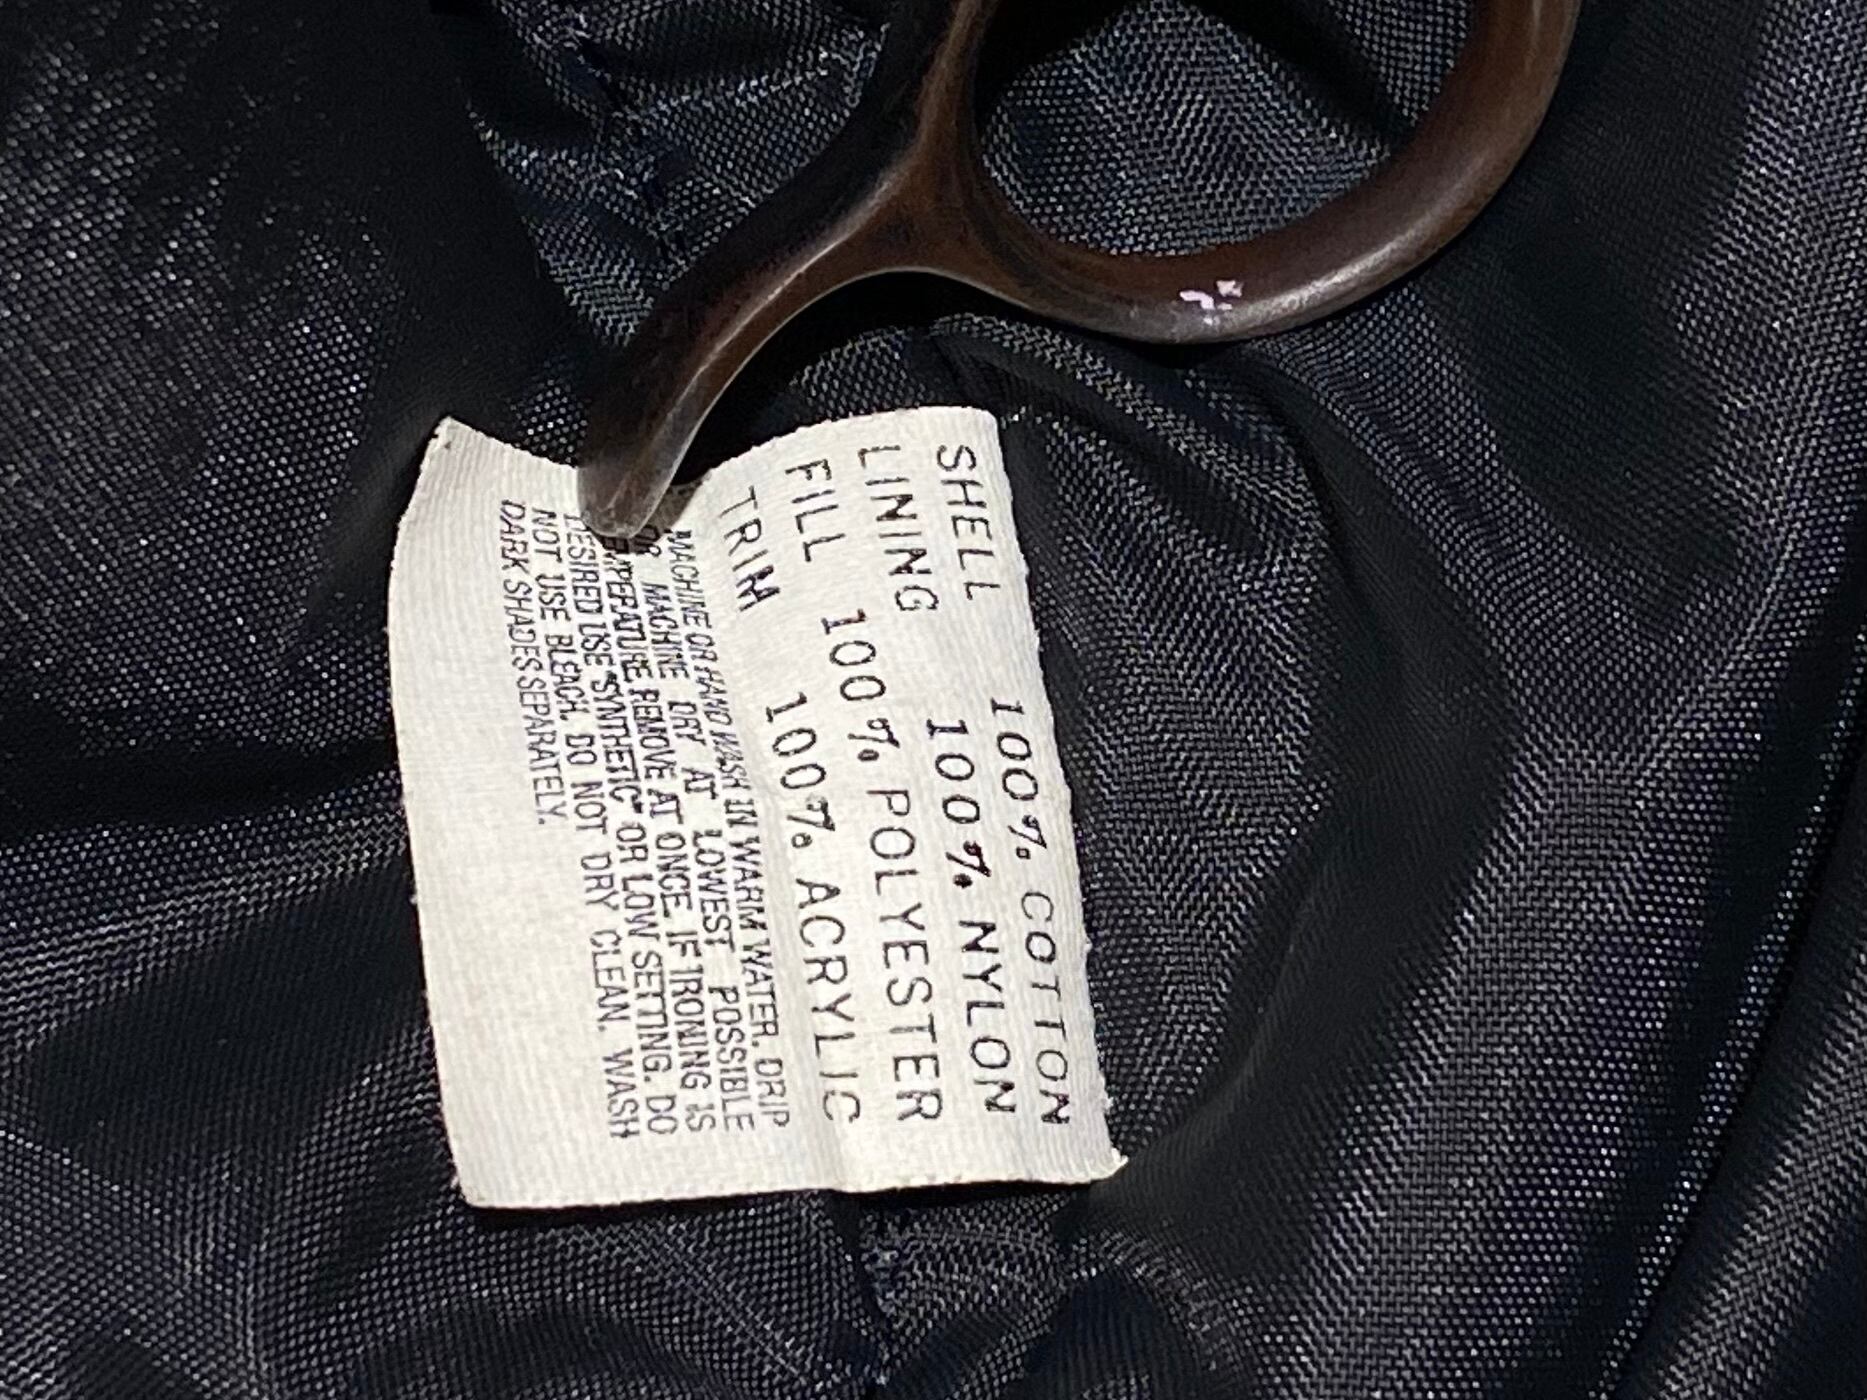 SHELL 100% COTTON
LINING 100% NYLON
FILL 100% POLYESTER
TRIM 100% ACRYLIC
MACHINE OR HAND WASH IN WARM WATER. DRIP
MACHINE DRY AT LOWEST POSSIBLE
REMOVE AT ONCE. IF IRONING IS
DESIRED USE "SYNTHETIC" OR LOW SETTING. DO
NOT USE BLEACH. DO NOT DRY CLEAN. WASH
DARK SHADES SEPARATELY.